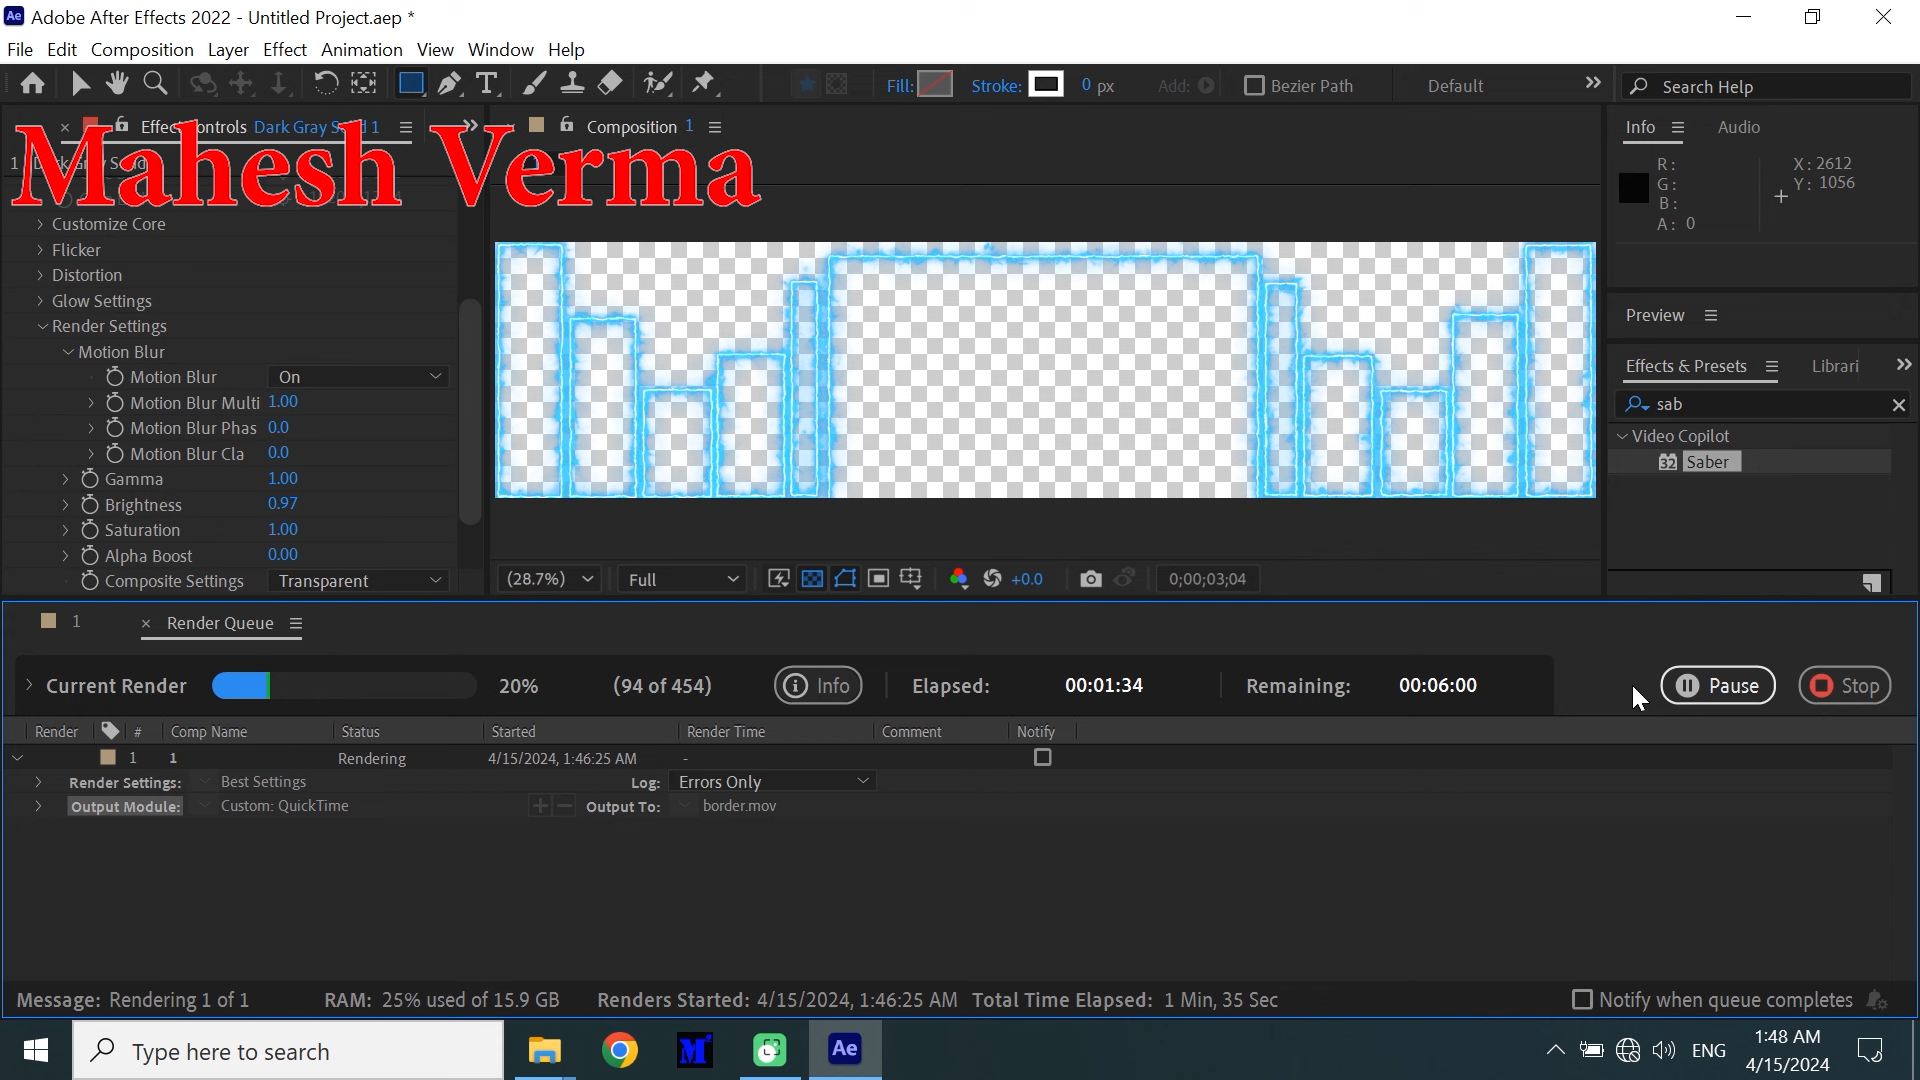 Adobe After Effects 2022 - Untitled Project.aep *
File Edit Composition Layer Effect Animation View Window Help
Fill: Stroke: 0 px Add: Bezier Path Default Search Help
Mahesh Verma
Effect Controls Dark Gray Solid 1
Composition 1
Customize Core
Flicker
Distortion
Glow Settings
Render Settings
Motion Blur
Motion Blur On
Motion Blur Multi 1.00
Motion Blur Phas 0.0
Motion Blur Cla 0.0
Gamma 1.00
Brightness 0.97
Saturation 1.00
Alpha Boost 0.00
Composite Settings Transparent
(28.7%) Full +0.0 0;00;03;04
Info Audio
R: X: 2612
G: Y: 1056
B:
A: 0
Preview
Effects & Presets Librari
sab
Video Copilot
32 Saber
1 Render Queue
Current Render 20% (94 of 454) Info Elapsed: 00:01:34 Remaining: 00:06:00 Pause Stop
Render # Comp Name Status Started Render Time Comment Notify
1 1 Rendering 4/15/2024, 1:46:25 AM -
Render Settings: Best Settings Log: Errors Only
Output Module: Custom: QuickTime Output To: border.mov
Message: Rendering 1 of 1 RAM: 25% used of 15.9 GB Renders Started: 4/15/2024, 1:46:25 AM Total Time Elapsed: 1 Min, 35 Sec Notify when queue completes
Type here to search
M Ae
ENG
1:48 AM
4/15/2024